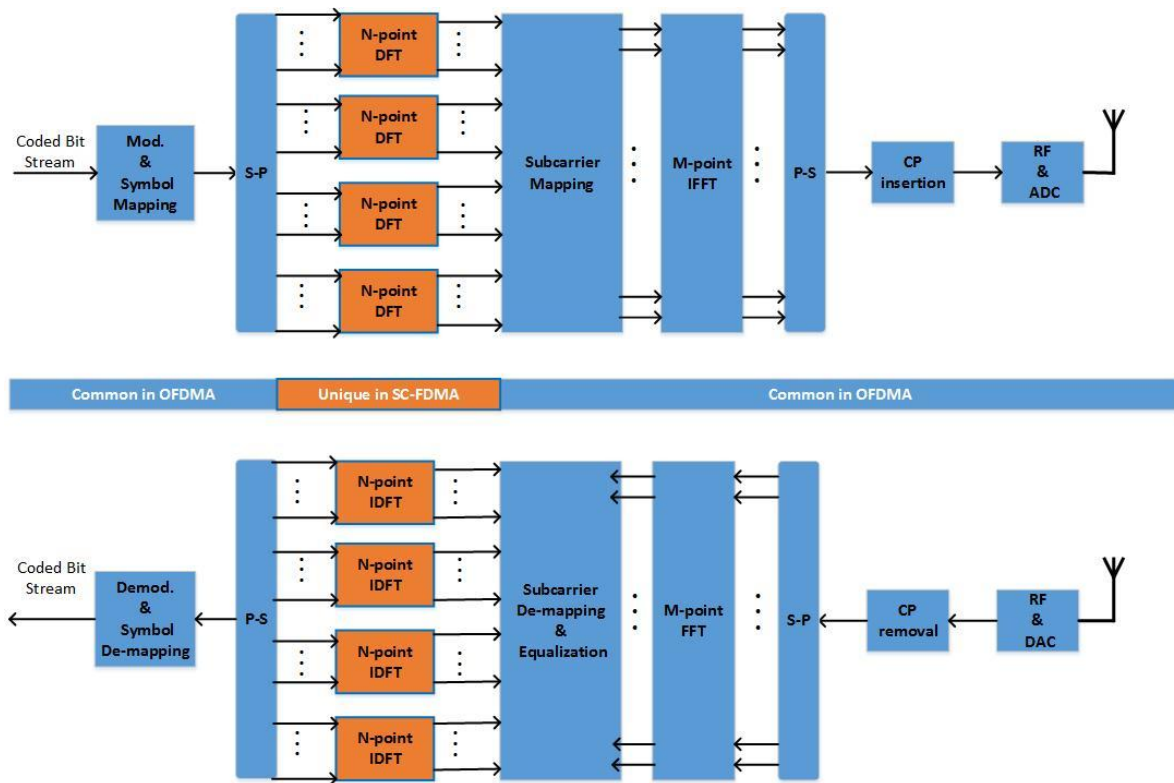 Coded Bit
Stream
Mod.
&
Symbol
Mapping
S-P
N-point
DFT
N-point
DFT
N-point
DFT
N-point
DFT
Subcarrier
Mapping
M-point
IFFT
P-S
CP
insertion
RF
&
ADC
Common in OFDMA
Unique in SC-FDMA
Common in OFDMA
Coded Bit
Stream
Demod.
&
Symbol
De-mapping
P-S
N-point
IDFT
N-point
IDFT
N-point
IDFT
N-point
IDFT
Subcarrier
De-mapping
&
Equalization
M-point
FFT
S-P
CP
removal
RF
&
DAC